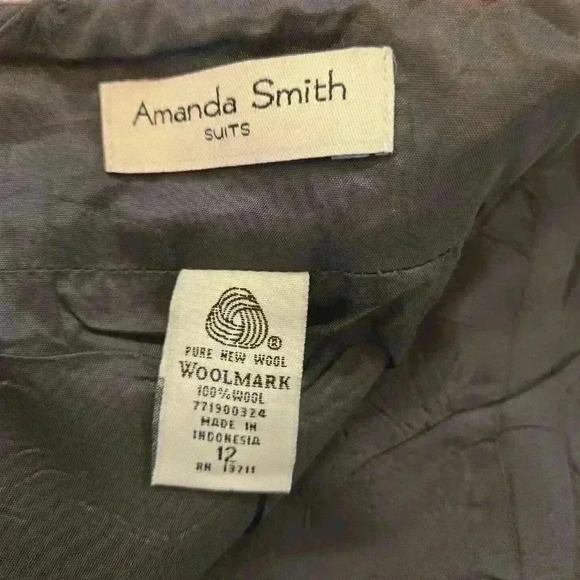 Amanda Smith
SUITS
®
PURE NEW WOOL
WOOLMARK
100% WOOL
771900324
MADE IN
INDONESIA
12
RN 13711